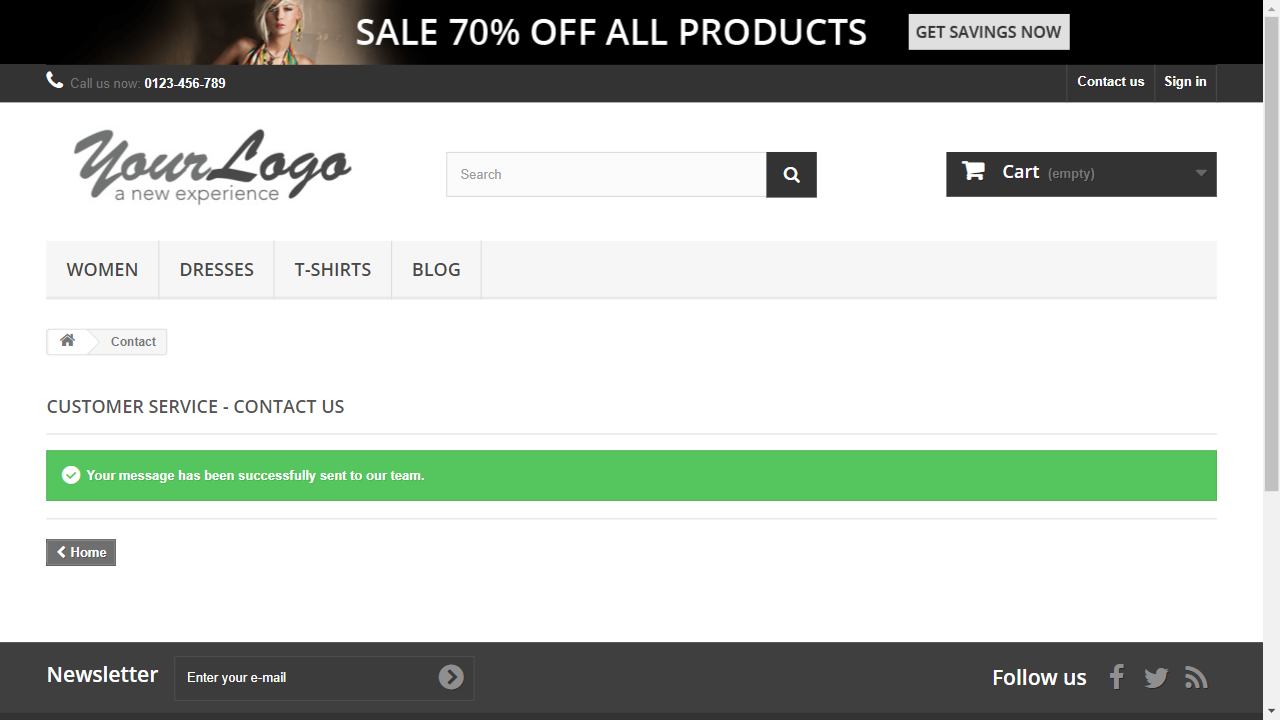 SALE 70% OFF ALL PRODUCTS GET SAVINGS NOW
Call us now: 0123-456-789 Contact us Sign in
YourLogo
a new experience
Search
Cart (empty)
WOMEN DRESSES T-SHIRTS BLOG
Contact
CUSTOMER SERVICE - CONTACT US
Your message has been successfully sent to our team.
Home
Newsletter Enter your e-mail Follow us